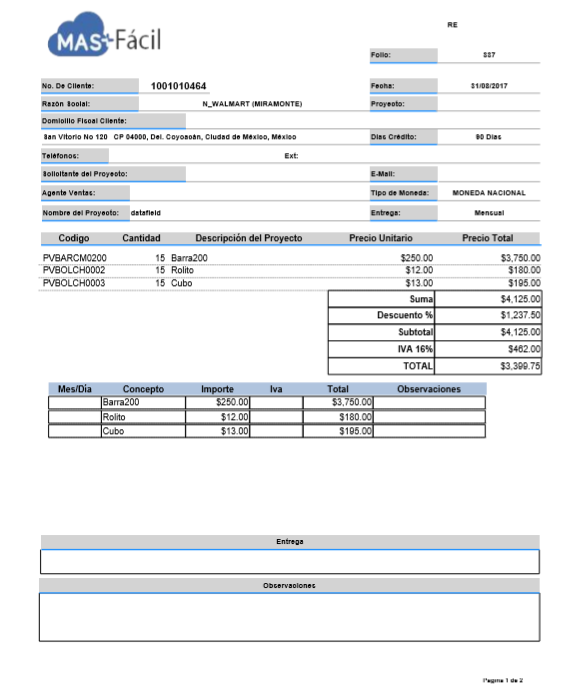 RE
MAS Fácil
Folio: 887
No. De Cliente: 1001010464 Fecha: 31/08/2017
Razón Social: N_WALMART (MIRAMONTE) Proyecto:
Domicilio Fiscal Cliente:
San Vitorio No 120 CP 04000, Del. Coyoacán, Ciudad de México, México Dias Crédito: 90 Dias
Teléfonos: Ext:
Solicitante del Proyecto: E-Mail:
Agente Ventas: Tipo de Moneda: MONEDA NACIONAL
Nombre del Proyeoto: datafield Entrega: Mensual
Codigo Cantidad Descripción del Proyecto Precio Unitario Precio Total
PVBARCM0200 15 Barra200 $250.00 $3,750.00
PVBOLCH0002 15 Rolito $12.00 $180.00
PVBOLCH0003 15 Cubo $13.00 $195.00
Suma $4,125.00
Descuento % $1,237.50
Subtotal $4,125.00
IVA 16% $462.00
TOTAL $3,399.75
Mes/Día Concepto Importe Iva Total Observaciones
Barra200 $250.00 $3,750.00
Rolito $12.00 $180.00
Cubo $13.00 $195.00
Entrega
Observaciones
Pagina 1 de 2